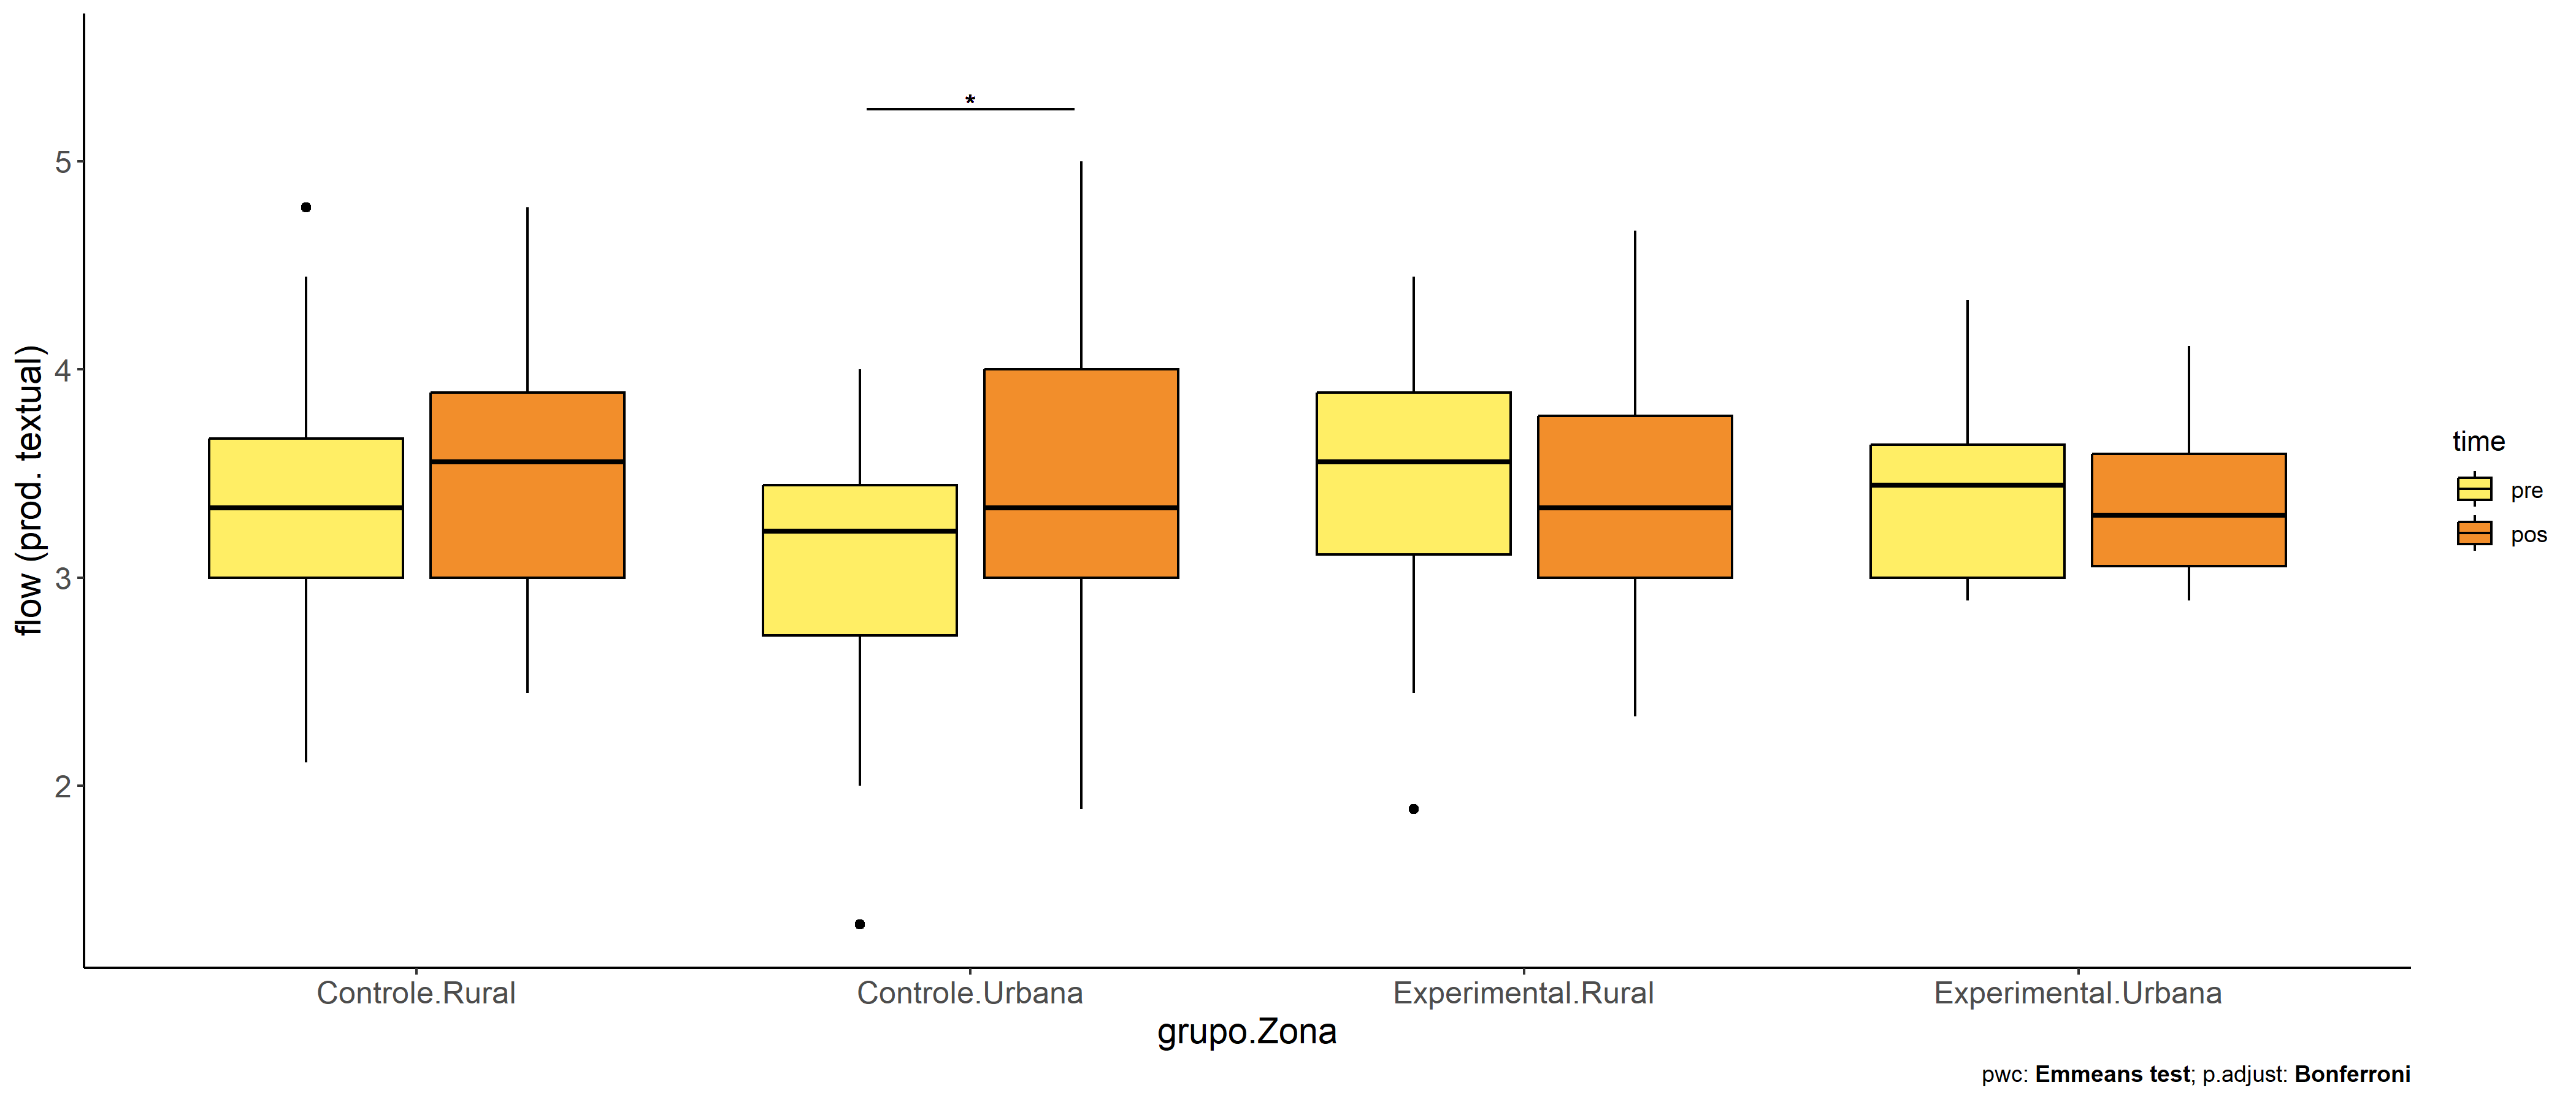 *
5
4
3
2
flow (prod. textual)
Controle.Rural
Controle.Urbana
Experimental.Rural
Experimental.Urbana
grupo.Zona
time
pre
pos
pwc: Emmeans test; p.adjust: Bonferroni